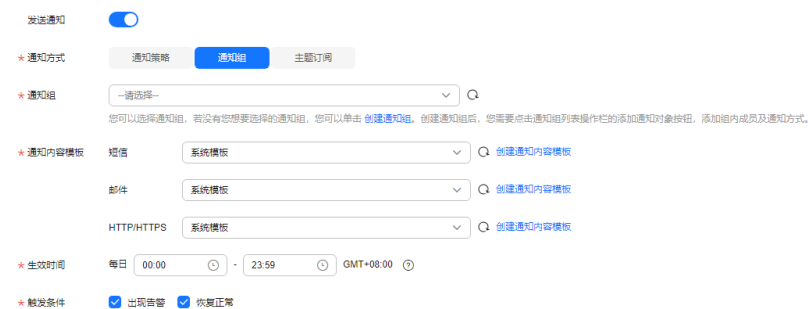 发送通知
* 通知方式 通知策略 通知组 主题订阅
* 通知组 --请选择--
您可以选择通知组，若没有您想要选择的通知组，您可以单击 创建通知组。创建通知组后，您需要点击通知组列表操作栏的添加通知对象按钮，添加组内成员及通知方式。
* 通知内容模板 短信 系统模板 创建通知内容模板
邮件 系统模板 创建通知内容模板
HTTP/HTTPS 系统模板 创建通知内容模板
* 生效时间 每日 00:00 - 23:59 GMT+08:00 ?
* 触发条件 出现告警 恢复正常